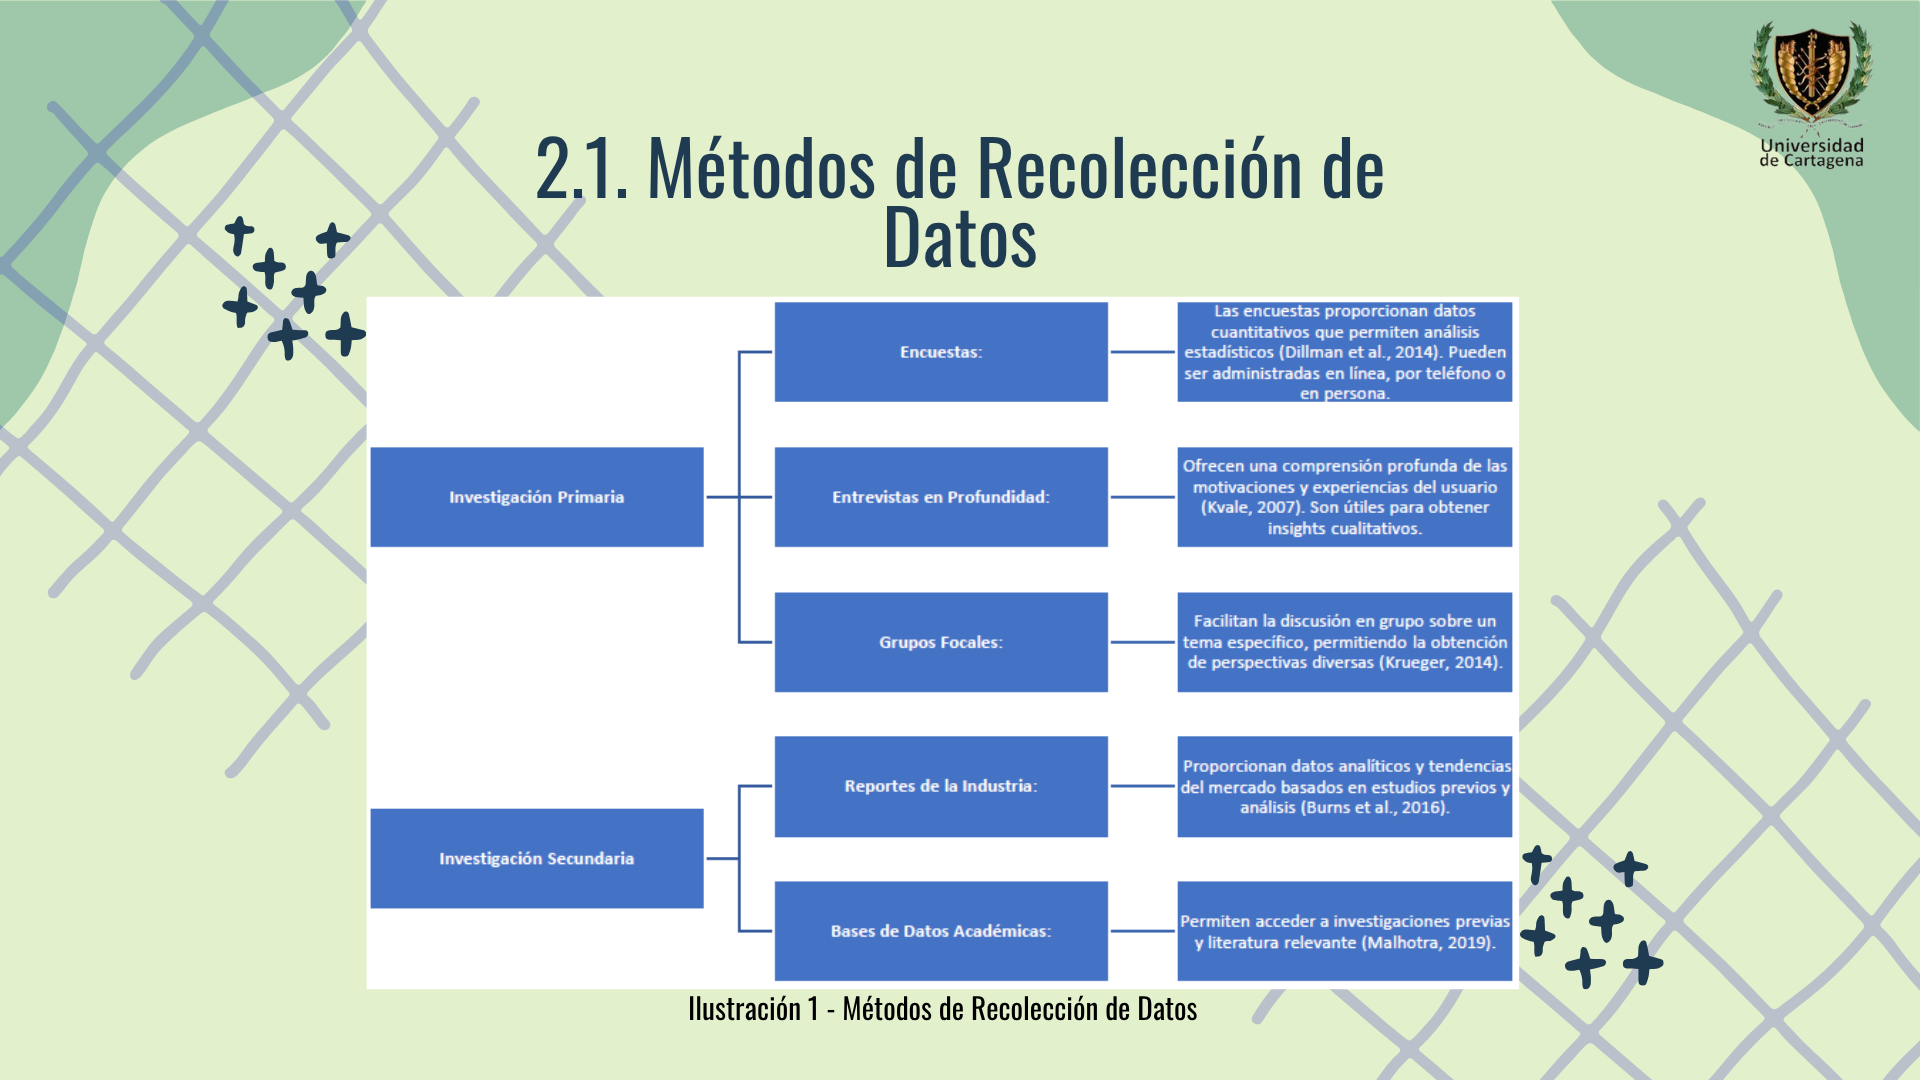 Universidad
de Cartagena
2.1. Métodos de Recolección de
Datos
Investigación Primaria
Encuestas:
Las encuestas proporcionan datos
cuantitativos que permiten análisis
estadísticos (Dillman et al., 2014). Pueden
ser administradas en línea, por teléfono o
en persona.
Entrevistas en Profundidad:
Ofrecen una comprensión profunda de las
motivaciones y experiencias del usuario
(Kvale, 2007). Son útiles para obtener
insights cualitativos.
Grupos Focales:
Facilitan la discusión en grupo sobre un
tema específico, permitiendo la obtención
de perspectivas diversas (Krueger, 2014).
Investigación Secundaria
Reportes de la Industria:
Proporcionan datos analíticos y tendencias
del mercado basados en estudios previos y
análisis (Burns et al., 2016).
Bases de Datos Académicas:
Permiten acceder a investigaciones previas
y literatura relevante (Malhotra, 2019).
Ilustración 1 - Métodos de Recolección de Datos